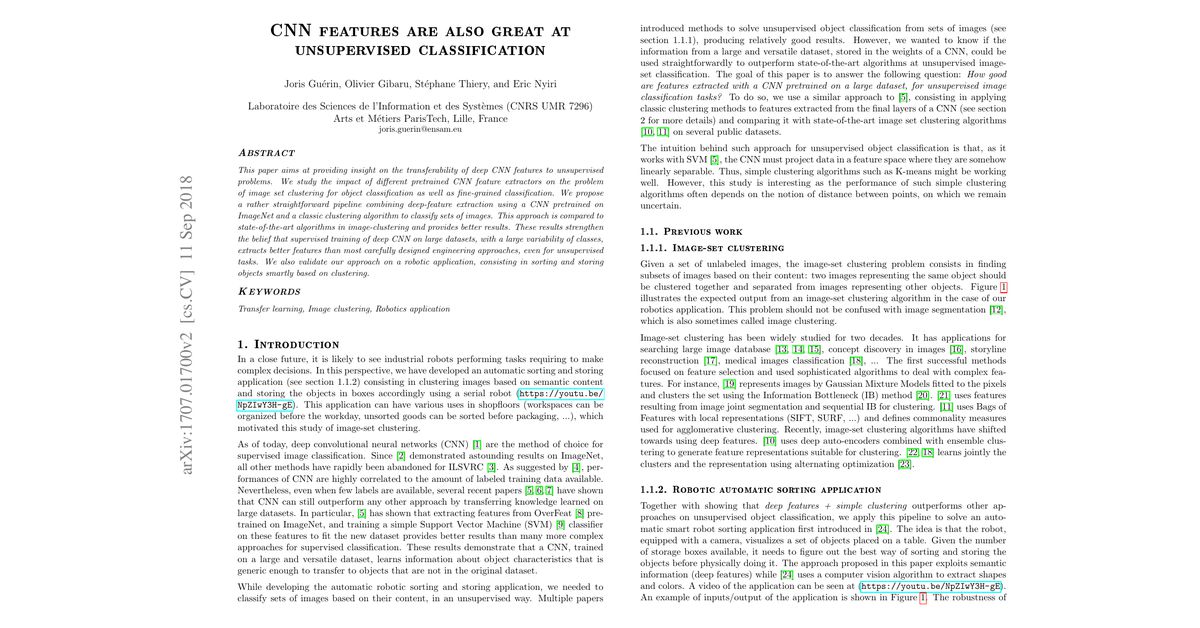 CNN FEATURES ARE ALSO GREAT AT
UNSUPERVISED CLASSIFICATION
Joris Guérin, Olivier Gibaru, Stéphane Thiery, and Eric Nyiri
Laboratoire des Sciences de l'Information et des Systèmes (CNRS UMR 7296)
Arts et Métiers ParisTech, Lille, France
joris.guerin@ensam.eu
ABSTRACT
This paper aims at providing insight on the transferability of deep CNN features to unsupervised
problems. We study the impact of different pretrained CNN feature extractors on the problem
of image set clustering for object classification as well as fine-grained classification. We propose
a rather straightforward pipeline combining deep-feature extraction using a CNN pretrained on
ImageNet and a classic clustering algorithm to classify sets of images. This approach is compared to
state-of-the-art algorithms in image-clustering and provides better results. These results strengthen
the belief that supervised training of deep CNN on large datasets, with a large variability of classes,
extracts better features than most carefully designed engineering approaches, even for unsupervised
tasks. We also validate our approach on a robotic application, consisting in sorting and storing
objects smartly based on clustering.
KEYWORDS
Transfer learning, Image clustering, Robotics application
1. INTRODUCTION
In a close future, it is likely to see industrial robots performing tasks requiring to make
complex decisions. In this perspective, we have developed an automatic sorting and storing
application (see section 1.1.2) consisting in clustering images based on semantic content
and storing the objects in boxes accordingly using a serial robot (https://youtu.be/
NpZIwY3H-gE). This application can have various uses in shopfloors (workspaces can be
organized before the workday, unsorted goods can be sorted before packaging, ...), which
motivated this study of image-set clustering.
As of today, deep convolutional neural networks (CNN) [1] are the method of choice for
supervised image classification. Since [2] demonstrated astounding results on ImageNet,
all other methods have rapidly been abandoned for ILSVRC [3]. As suggested by [4], per-
formances of CNN are highly correlated to the amount of labeled training data available.
Nevertheless, even when few labels are available, several recent papers [5, 6, 7] have shown
that CNN can still outperform any other approach by transferring knowledge learned on
large datasets. In particular, [5] has shown that extracting features from OverFeat [8] pre-
trained on ImageNet, and training a simple Support Vector Machine (SVM) [9] classifier
on these features to fit the new dataset provides better results than many more complex
approaches for supervised classification. These results demonstrate that a CNN, trained
on a large and versatile dataset, learns information about object characteristics that is
generic enough to transfer to objects that are not in the original dataset.
While developing the automatic robotic sorting and storing application, we needed to
classify sets of images based on their content, in an unsupervised way. Multiple papers
introduced methods to solve unsupervised object classification from sets of images (see
section 1.1.1), producing relatively good results. However, we wanted to know if the
information from a large and versatile dataset, stored in the weights of a CNN, could be
used straightforwardly to outperform state-of-the-art algorithms at unsupervised image-
set classification. The goal of this paper is to answer the following question: How good
are features extracted with a CNN pretrained on a large dataset, for unsupervised image
classification tasks? To do so, we use a similar approach to [5], consisting in applying
classic clustering methods to features extracted from the final layers of a CNN (see section
2 for more details) and comparing it with state-of-the-art image set clustering algorithms
[10, 11] on several public datasets.
The intuition behind such approach for unsupervised object classification is that, as it
works with SVM [5], the CNN must project data in a feature space where they are somehow
linearly separable. Thus, simple clustering algorithms such as K-means might be working
well. However, this study is interesting as the performance of such simple clustering
algorithms often depends on the notion of distance between points, on which we remain
uncertain.
1.1. PREVIOUS WORK
1.1.1. IMAGE-SET CLUSTERING
Given a set of unlabeled images, the image-set clustering problem consists in finding
subsets of images based on their content: two images representing the same object should
be clustered together and separated from images representing other objects. Figure 1
illustrates the expected output from an image-set clustering algorithm in the case of our
robotics application. This problem should not be confused with image segmentation [12],
which is also sometimes called image clustering.
Image-set clustering has been widely studied for two decades. It has applications for
searching large image database [13, 14, 15], concept discovery in images [16], storyline
reconstruction [17], medical images classification [18], ... The first successful methods
focused on feature selection and used sophisticated algorithms to deal with complex fea-
tures. For instance, [19] represents images by Gaussian Mixture Models fitted to the pixels
and clusters the set using the Information Bottleneck (IB) method [20]. [21] uses features
resulting from image joint segmentation and sequential IB for clustering. [11] uses Bags of
Features with local representations (SIFT, SURF, ...) and defines commonality measures
used for agglomerative clustering. Recently, image-set clustering algorithms have shifted
towards using deep features. [10] uses deep auto-encoders combined with ensemble clus-
tering to generate feature representations suitable for clustering. [22, 18] learns jointly the
clusters and the representation using alternating optimization [23].
1.1.2. ROBOTIC AUTOMATIC SORTING APPLICATION
Together with showing that deep features + simple clustering outperforms other ap-
proaches on unsupervised object classification, we apply this pipeline to solve an auto-
matic smart robot sorting application first introduced in [24]. The idea is that the robot,
equipped with a camera, visualizes a set of objects placed on a table. Given the number
of storage boxes available, it needs to figure out the best way of sorting and storing the
objects before physically doing it. The approach proposed in this paper exploits semantic
information (deep features) while [24] uses a computer vision algorithm to extract shapes
and colors. A video of the application can be seen at (https://youtu.be/NpZIwY3H-gE).
An example of inputs/output of the application is shown in Figure 1. The robustness of
arXiv:1707.01700v2 [cs.CV] 11 Sep 2018